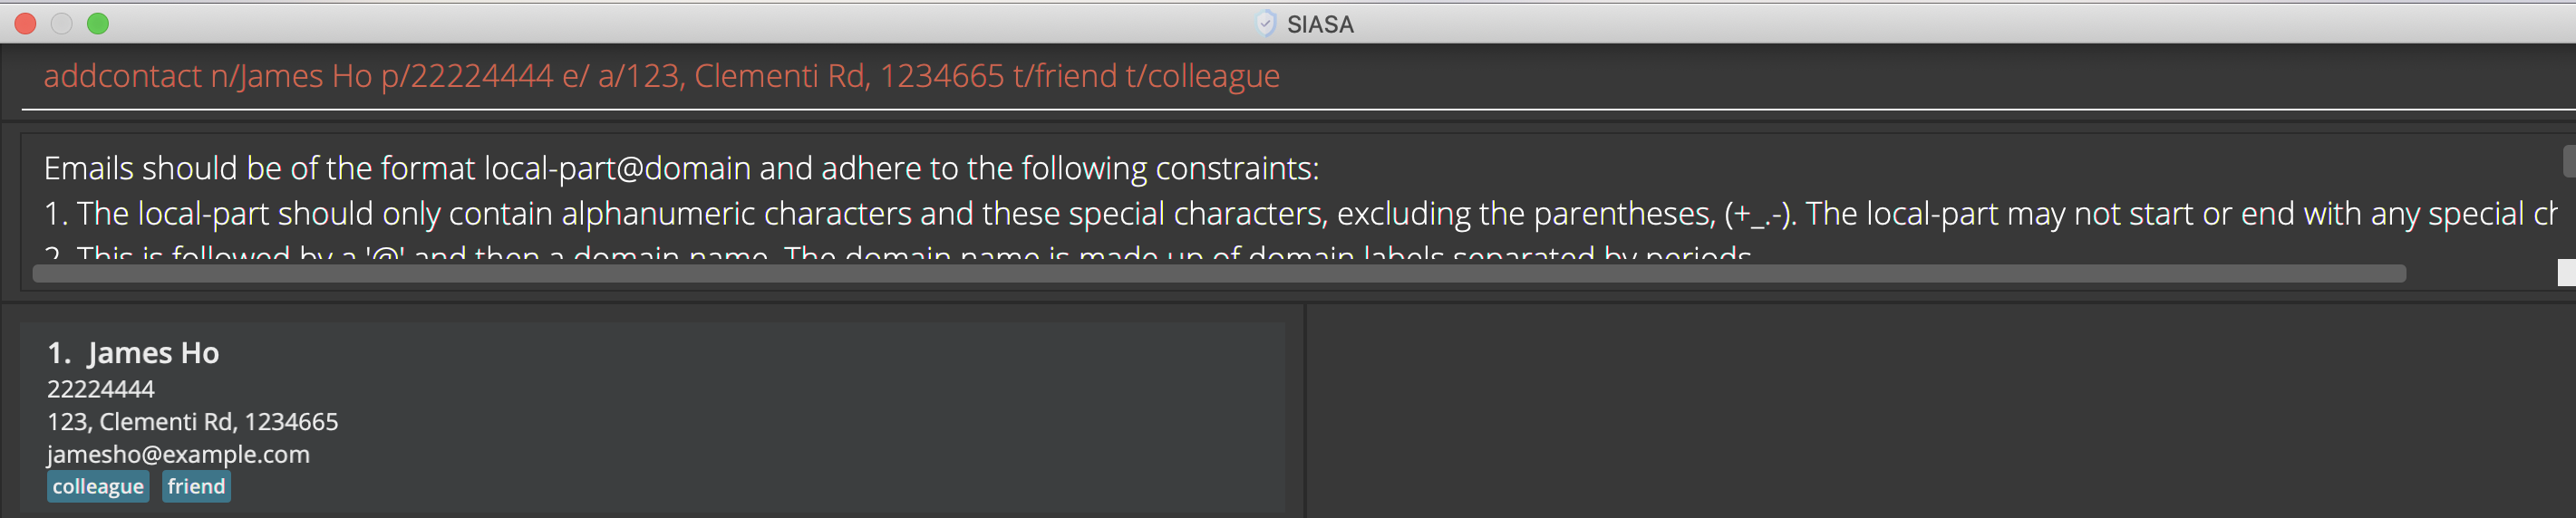 SIASA
addcontact n/James Ho p/22224444 e/ a/123, Clementi Rd, 1234665 t/friend t/colleague
Emails should be of the format local-part@domain and adhere to the following constraints:
1. The local-part should only contain alphanumeric characters and these special characters, excluding the parentheses, (+_.-). The local-part may not start or end with any special ch
2. This is followed by a '@' and then a domain name. The domain name is made up of domain labels separated by periods.
1. James Ho
22224444
123, Clementi Rd, 1234665
jamesho@example.com
colleague friend